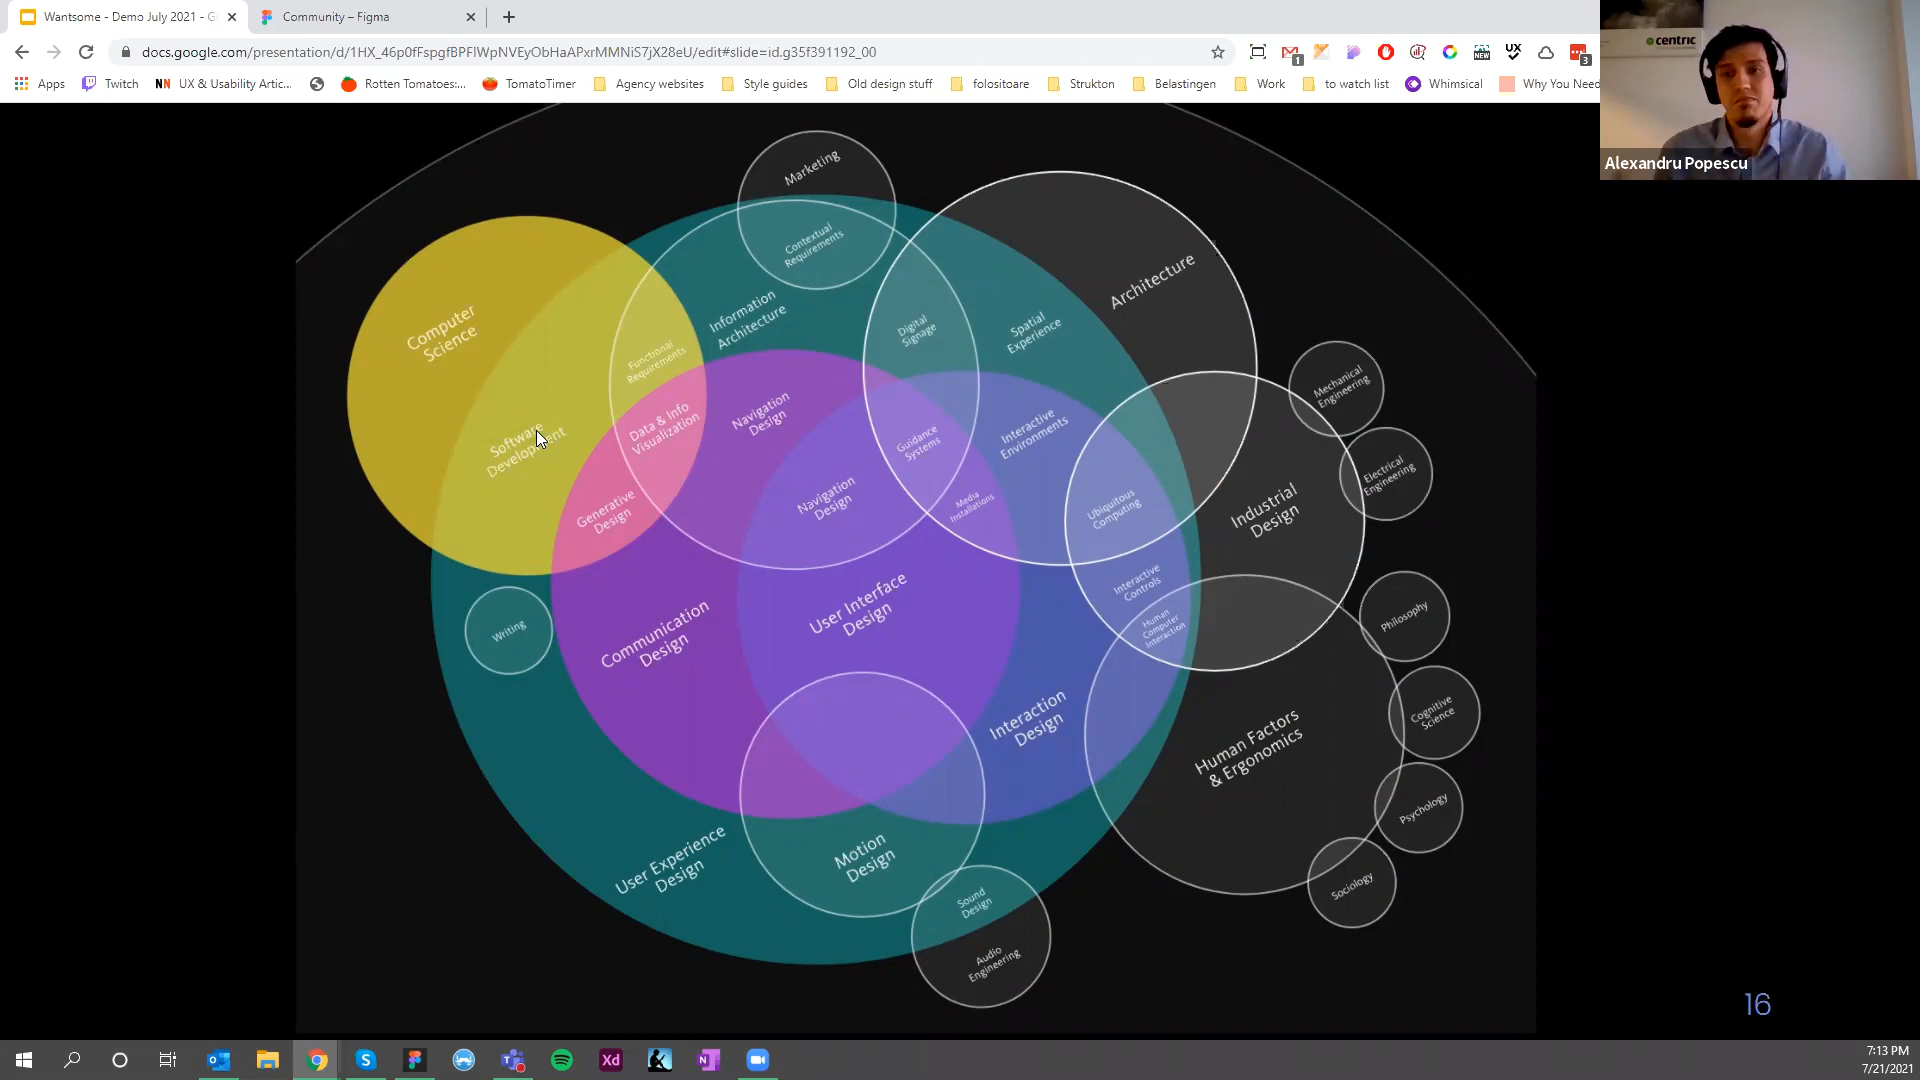 Wantsome - Demo July 2021 - G
Community – Figma
docs.google.com/presentation/d/1HX_46p0fFspgfBPFlWpNVEyObHaAPxrMMNiS7jX28eU/edit#slide=id.g35f391192_00
1
NEW
UX
3
Apps
Twitch
NN
UX & Usability Artic...
Rotten Tomatoes:...
TomatoTimer
Agency websites
Style guides
Old design stuff
folositoare
Strukton
Belastingen
Work
to watch list
Whimsical
Why You Need
centric
Alexandru Popescu
Marketing
Contextual
Requirements
Computer
Science
Information
Architecture
Digital
Signage
Spatial
Experience
Architecture
Functional
Requirements
Mechanical
Engineering
Software
Development
Data & Info
Visualization
Navigation
Design
Guidance
Systems
Interactive
Environments
Electrical
Engineering
Generative
Design
Navigation
Design
Media
Installations
Ubiquitous
Computing
Industrial
Design
Writing
Communication
Design
User Interface
Design
Interactive
Controls
Human
Computer
Interaction
Philosophy
Interaction
Design
Human Factors
& Ergonomics
Cognitive
Science
Psychology
User Experience
Design
Motion
Design
Sociology
Sound
Design
Audio
Engineering
16
Xd
N
7:13 PM
7/21/2021